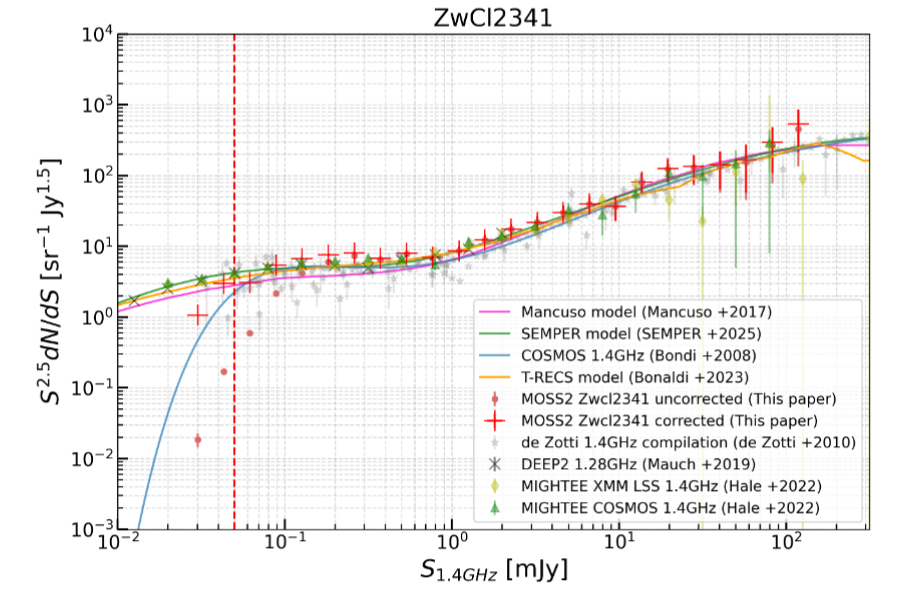 ZwCl2341
10^4
10^3
10^2
10^1
10^0
10^−1
10^−2
10^−3
S^2.5 dN/dS [sr^−1 Jy^1.5]
Mancuso model (Mancuso +2017)
SEMPER model (SEMPER +2025)
COSMOS 1.4GHz (Bondi +2008)
T-RECS model (Bonaldi +2023)
MOSS2 Zwcl2341 uncorrected (This paper)
MOSS2 Zwcl2341 corrected (This paper)
de Zotti 1.4GHz compilation (de Zotti +2010)
DEEP2 1.28GHz (Mauch +2019)
MIGHTEE XMM LSS 1.4GHz (Hale +2022)
MIGHTEE COSMOS 1.4GHz (Hale +2022)
10^−2 10^−1 10^0 10^1 10^2
S_1.4GHz [mJy]